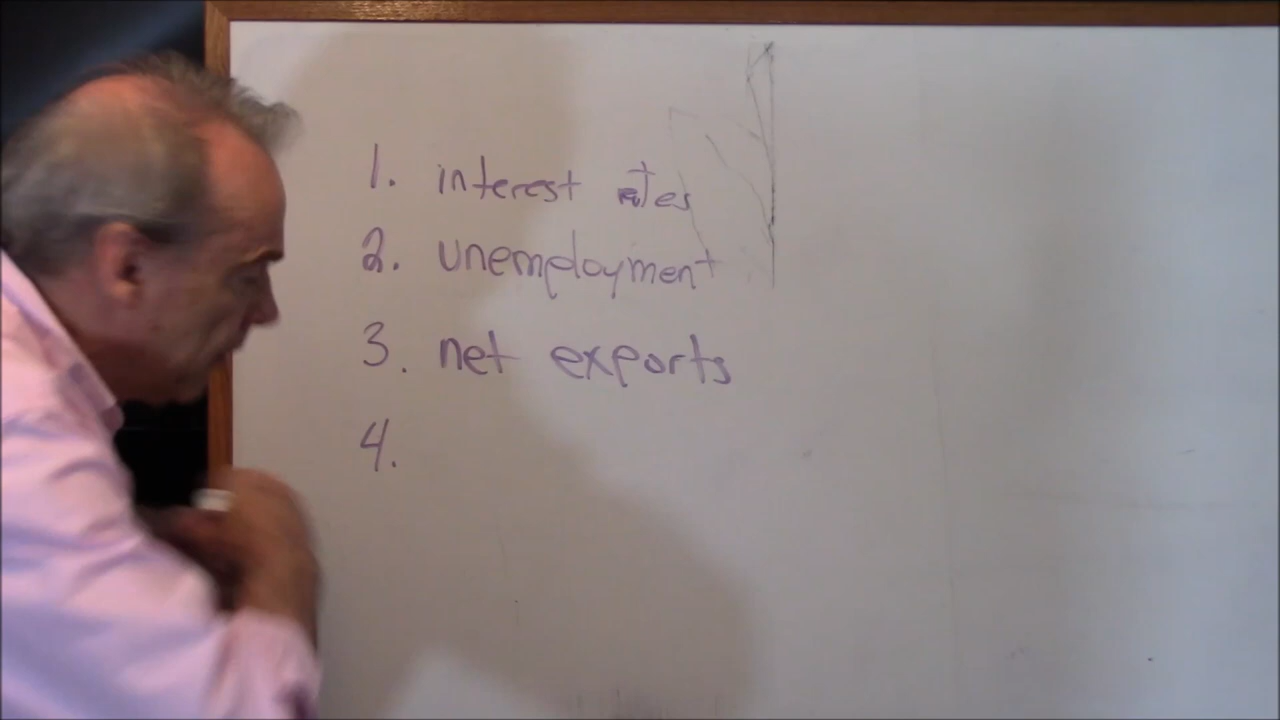 1. interest rates
2. unemployment
3. net exports
4.